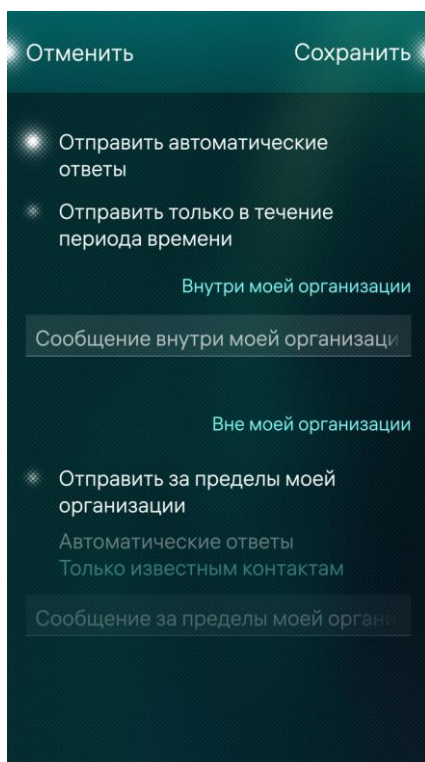 Отменить Сохранить
Отправить автоматические
ответы
Отправить только в течение
периода времени
Внутри моей организации
Сообщение внутри моей организаци
Вне моей организации
Отправить за пределы моей
организации
Автоматические ответы
Только известным контактам
Сообщение за пределы моей органи